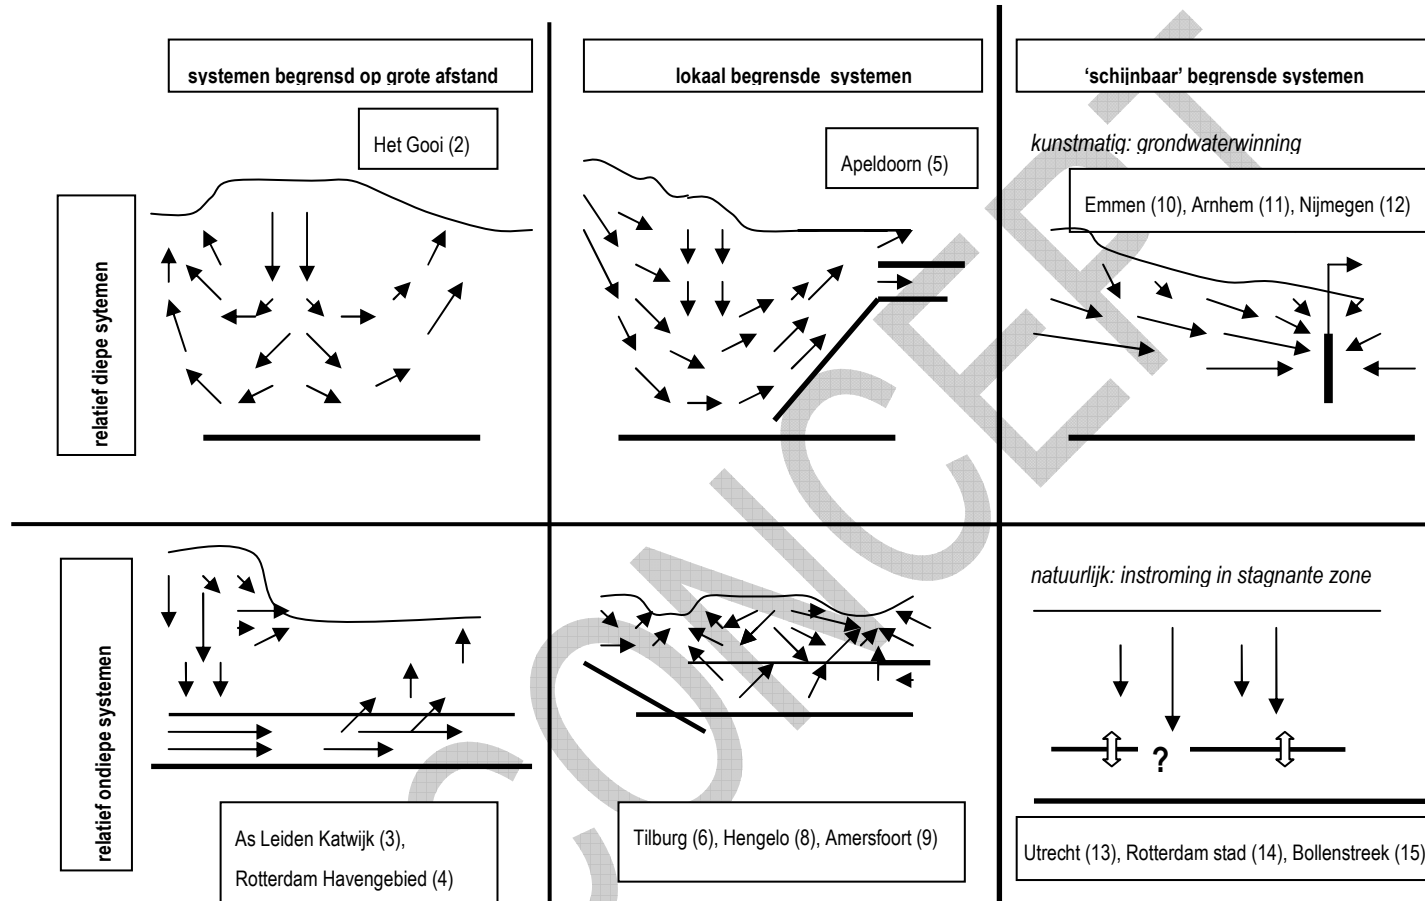 systemen begrensd op grote afstand
lokaal begrensde systemen
‘schijnbaar’ begrensde systemen
Het Gooi (2)
Apeldoorn (5)
kunstmatig: grondwaterwinning
Emmen (10), Arnhem (11), Nijmegen (12)
relatief diepe sytemen
relatief ondiepe systemen
natuurlijk: instroming in stagnante zone
?
As Leiden Katwijk (3),
Rotterdam Havengebied (4)
Tilburg (6), Hengelo (8), Amersfoort (9)
Utrecht (13), Rotterdam stad (14), Bollenstreek (15)
CONCEPT